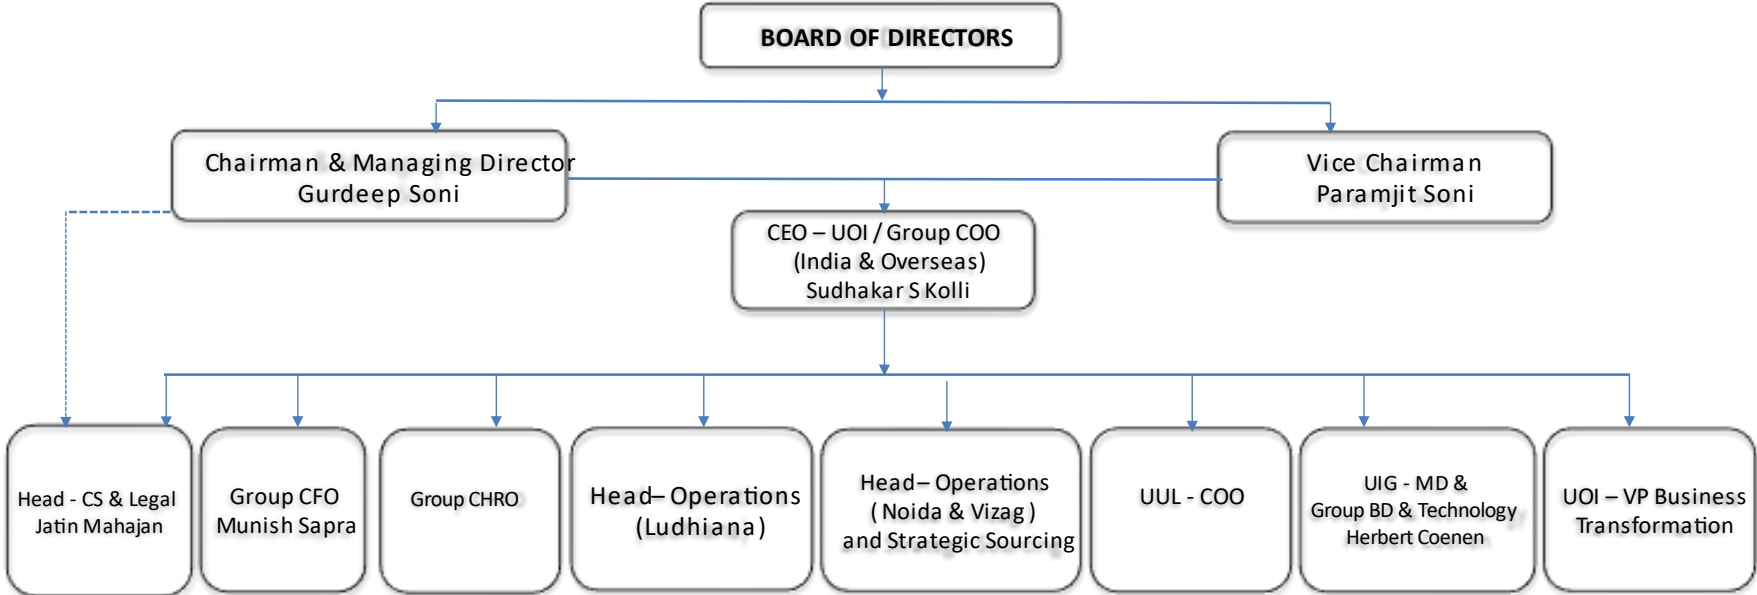 BOARD OF DIRECTORS
Chairman & Managing Director
Gurdeep Soni
Vice Chairman
Paramjit Soni
CEO – UOI / Group COO
(India & Overseas)
Sudhakar S Kolli
Head - CS & Legal
Jatin Mahajan
Group CFO
Munish Sapra
Group CHRO
Head– Operations
(Ludhiana)
Head– Operations
( Noida & Vizag )
and Strategic Sourcing
UUL - COO
UIG - MD &
Group BD & Technology
Herbert Coenen
UOI – VP Business
Transformation